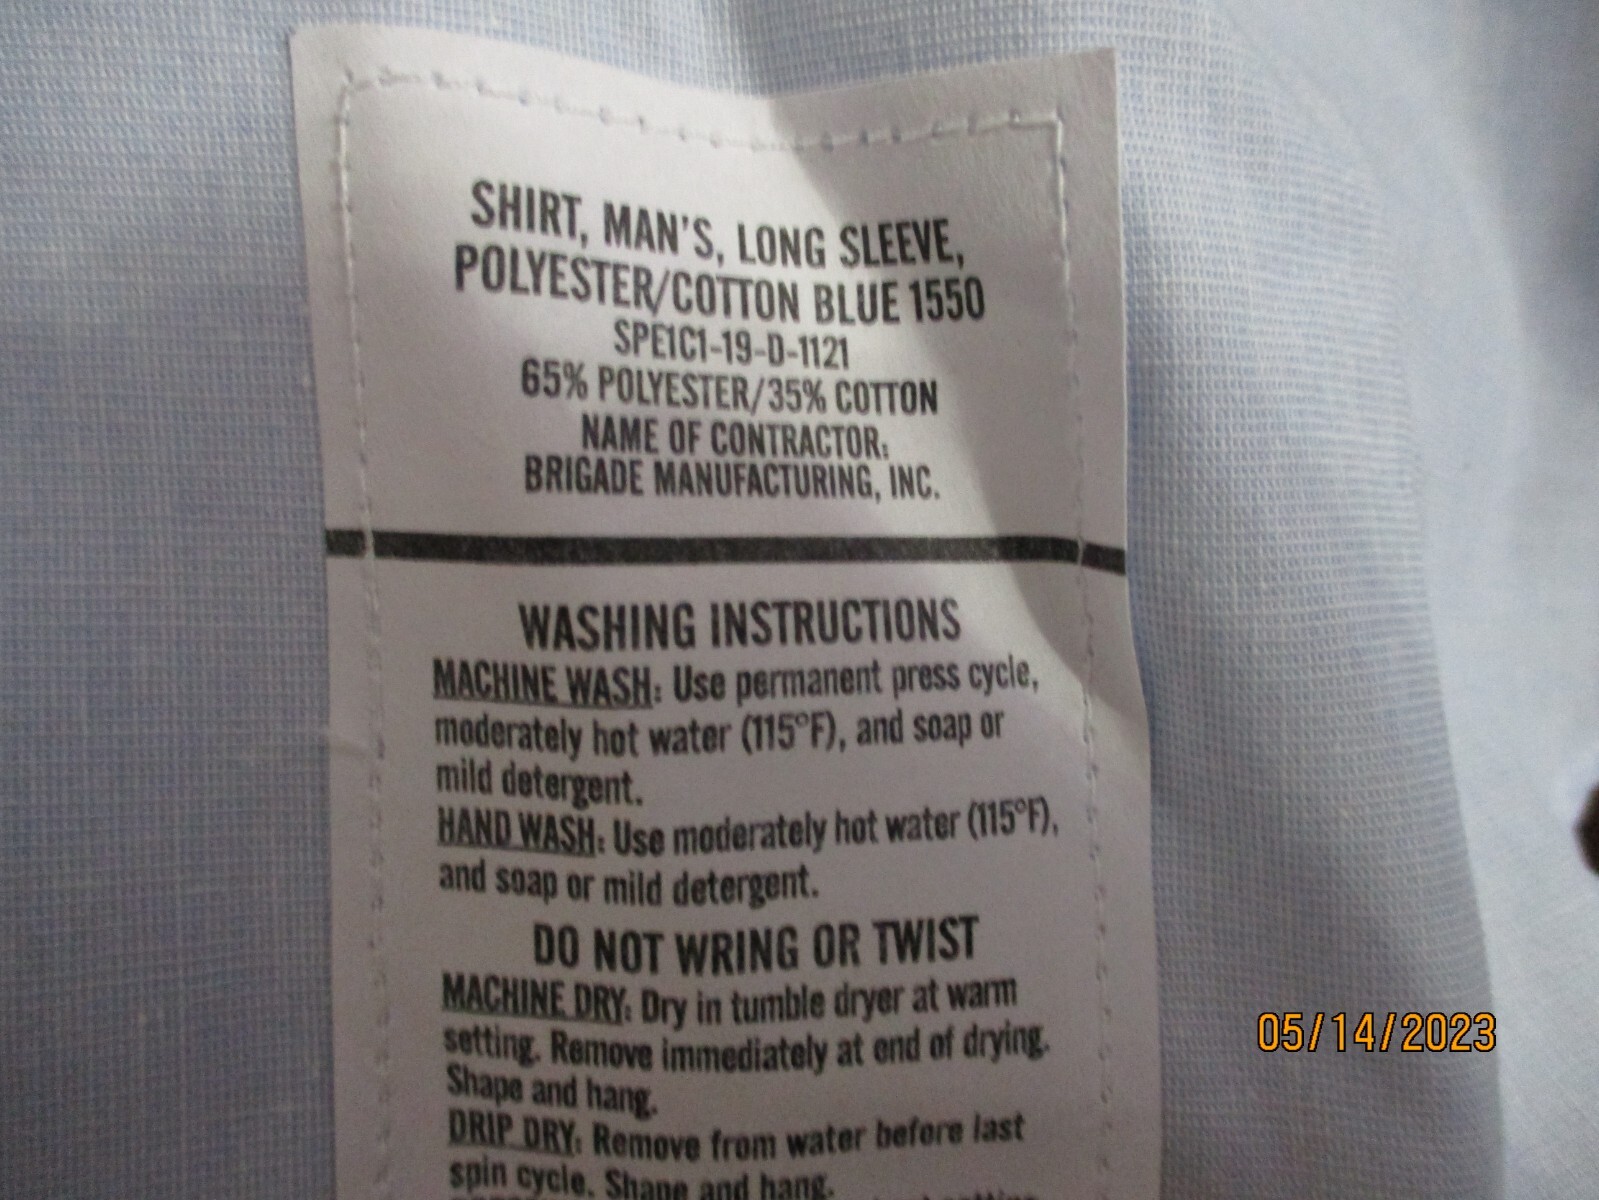 SHIRT, MAN'S, LONG SLEEVE,
POLYESTER/COTTON BLUE 1550
SPE1C1-19-D-1121
65% POLYESTER/35% COTTON
NAME OF CONTRACTOR:
BRIGADE MANUFACTURING, INC.
WASHING INSTRUCTIONS
MACHINE WASH: Use permanent press cycle,
moderately hot water (115°F), and soap or
mild detergent.
HAND WASH: Use moderately hot water (115°F),
and soap or mild detergent.
DO NOT WRING OR TWIST
MACHINE DRY: Dry in tumble dryer at warm
setting. Remove immediately at end of drying.
Shape and hang.
DRIP DRY: Remove from water before last
spin cycle. Shape and hang.
05/14/2023